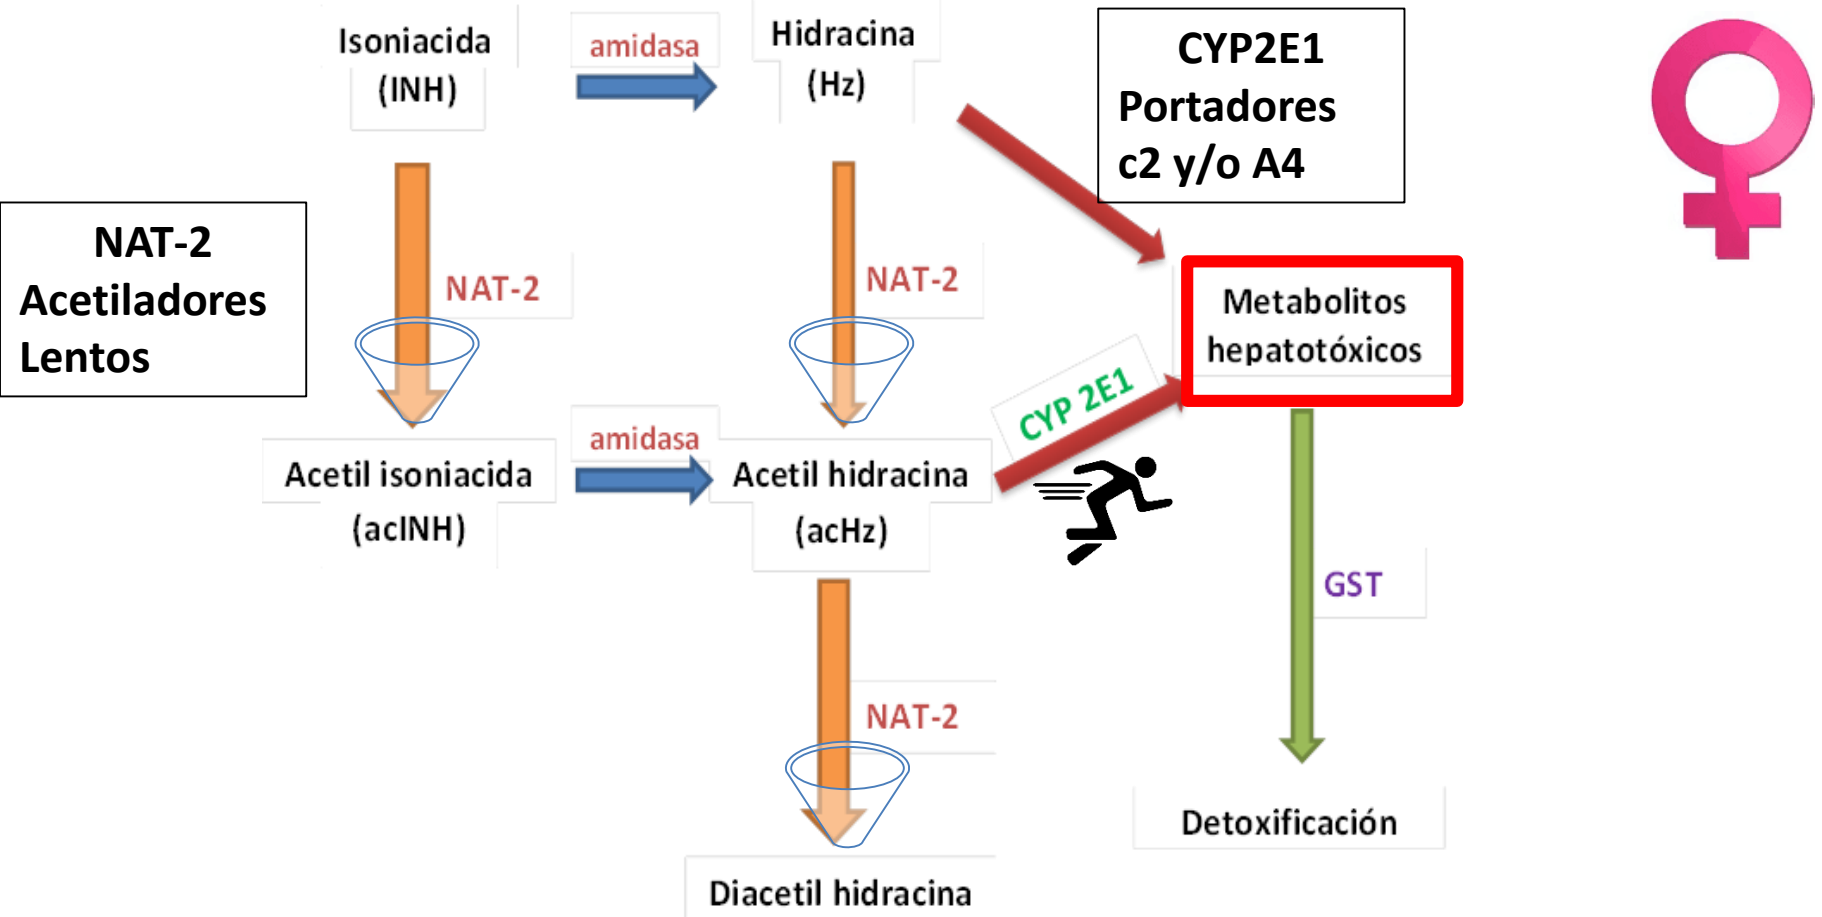 Isoniacida
(INH)
amidasa
Hidracina
(Hz)
CYP2E1
Portadores
c2 y/o A4
NAT-2
Acetiladores
Lentos
NAT-2
NAT-2
Metabolitos
hepatotóxicos
CYP 2E1
Acetil isoniacida
(acINH)
amidasa
Acetil hidracina
(acHz)
GST
NAT-2
Detoxificación
Diacetil hidracina